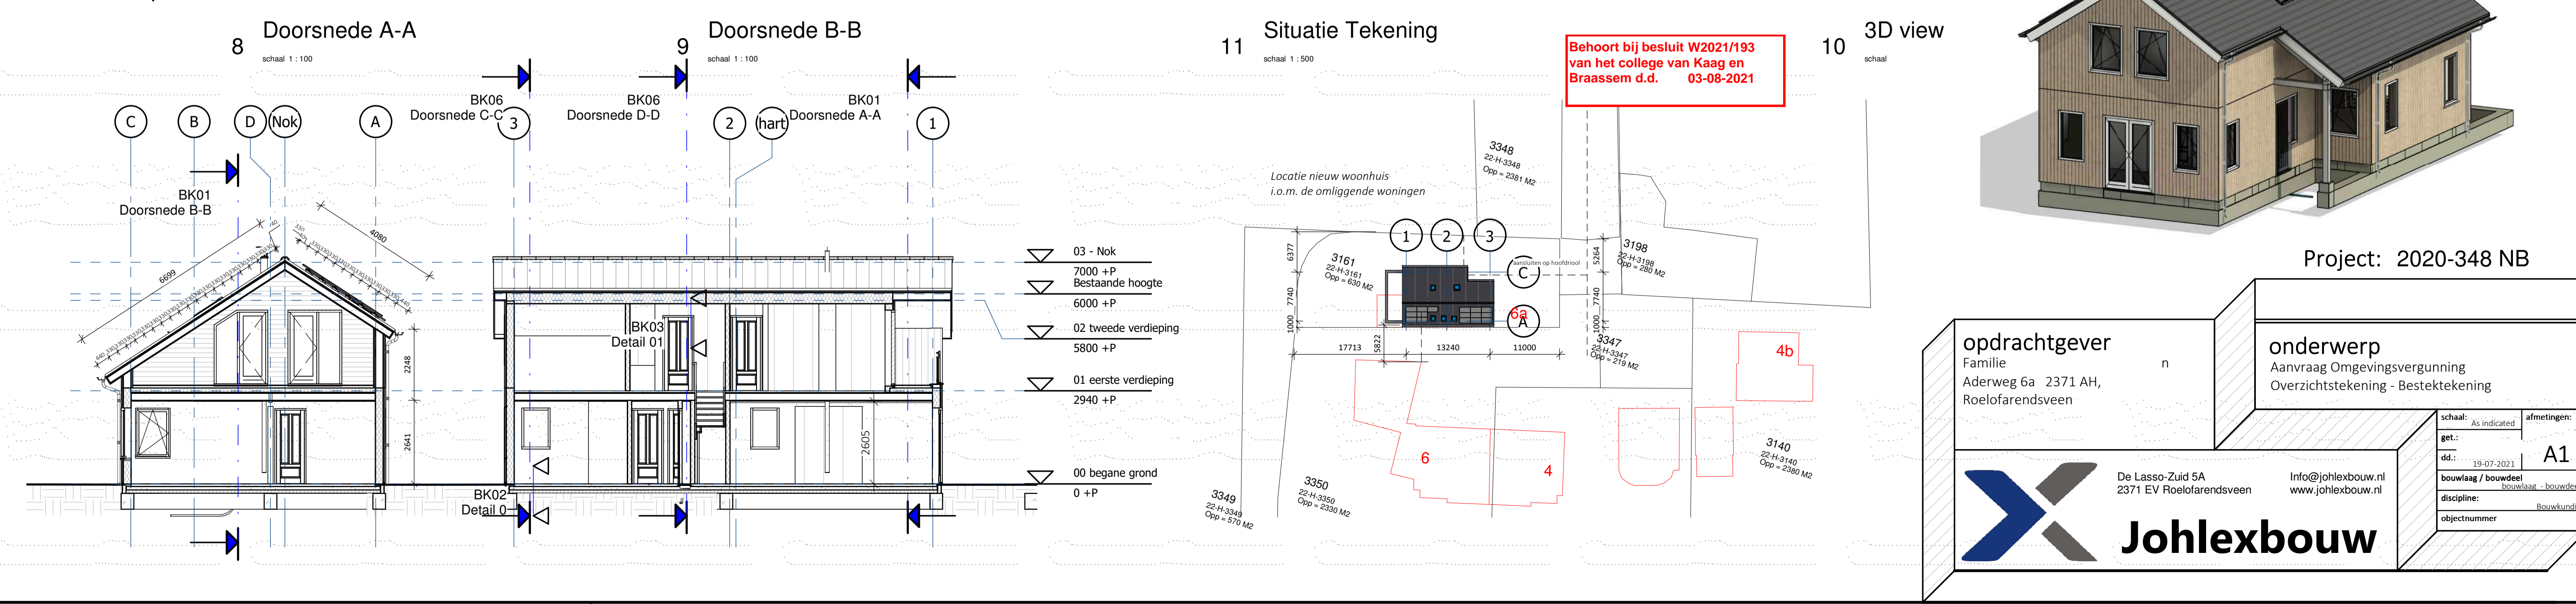 8
Doorsnede A-A
schaal 1 : 100
C
B
D
Nok
A
BK01
Doorsnede B-B
6699
4080
2248
2641
9
Doorsnede B-B
schaal 1 : 100
BK06
Doorsnede C-C
BK06
Doorsnede D-D
BK01
Doorsnede A-A
3
2
hart
1
BK03
Detail 01
BK02
Detail 0
2605
03 - Nok
7000 +P
Bestaande hoogte
6000 +P
02 tweede verdieping
5800 +P
01 eerste verdieping
2940 +P
00 begane grond
0 +P
11
Situatie Tekening
schaal 1 : 500
Behoort bij besluit W2021/193
van het college van Kaag en
Braassem d.d. 03-08-2021
Locatie nieuw woonhuis
i.o.m. de omliggende woningen
3348
22-H-3348
Opp = 2381 M2
1
2
3
C
A
aansluiten op hoofdriool
6a
3161
22-H-3161
Opp = 630 M2
3198
22-H-3198
Opp = 280 M2
6377
7740
1000
5264
7740
1000
5822
17713
13240
11000
3347
22-H-3347
Opp = 219 M2
4b
6
4
3140
22-H-3140
Opp = 2380 M2
3349
22-H-3349
Opp = 570 M2
3350
22-H-3350
Opp = 2330 M2
10
3D view
schaal
Project: 2020-348 NB
opdrachtgever
Familie n
Aderweg 6a 2371 AH,
Roelofarendsveen
onderwerp
Aanvraag Omgevingsvergunning
Overzichtstekening - Bestektekening
schaal:
As indicated
afmetingen:
get.:
dd.:
19-07-2021
A1
bouwlaag / bouwdeel
bouwlaag - bouwdee
discipline:
Bouwkundi
objectnummer
De Lasso-Zuid 5A
2371 EV Roelofarendsveen
Info@johlexbouw.nl
www.johlexbouw.nl
Johlexbouw